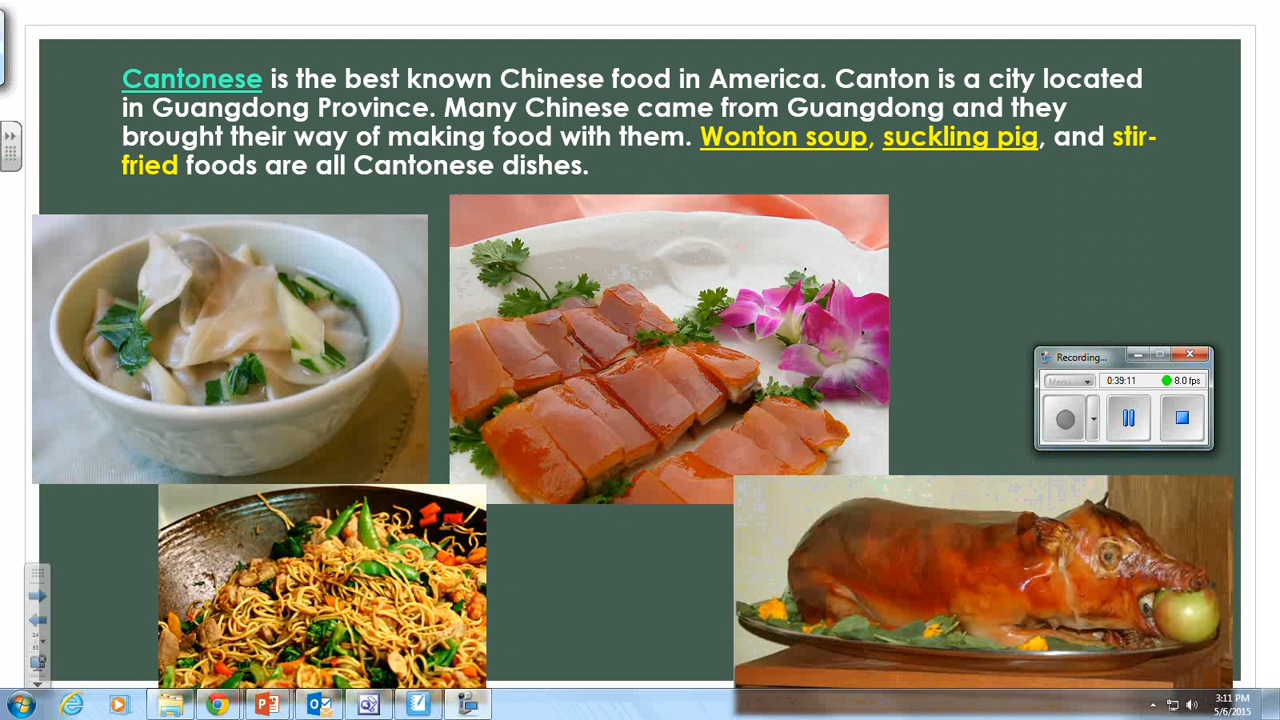 Cantonese is the best known Chinese food in America. Canton is a city located
in Guangdong Province. Many Chinese came from Guangdong and they
brought their way of making food with them. Wonton soup, suckling pig, and stir-
fried foods are all Cantonese dishes.
Recording...
Menu
0:39:11
8.0 fps
3:11 PM
5/6/2015